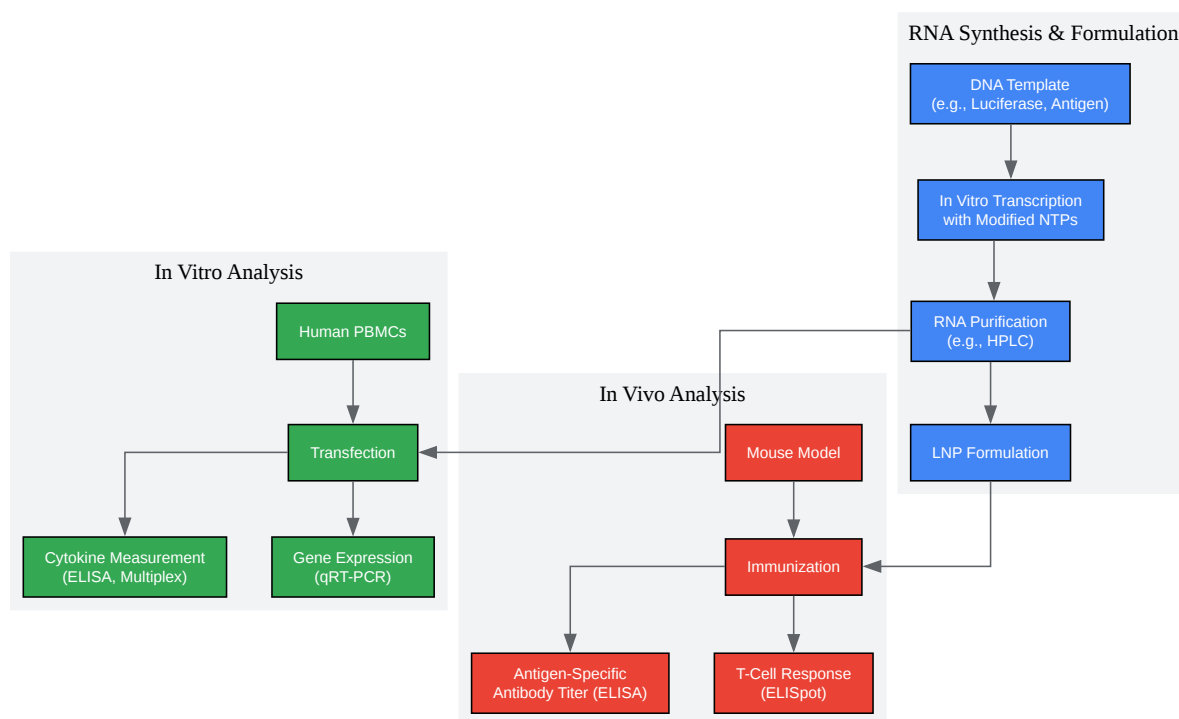 RNA Synthesis & Formulation
DNA Template
(e.g., Luciferase, Antigen)
In Vitro Transcription
with Modified NTPs
RNA Purification
(e.g., HPLC)
LNP Formulation
In Vitro Analysis
Human PBMCs
Transfection
Cytokine Measurement
(ELISA, Multiplex)
Gene Expression
(qRT-PCR)
In Vivo Analysis
Mouse Model
Immunization
Antigen-Specific
Antibody Titer (ELISA)
T-Cell Response
(ELISpot)